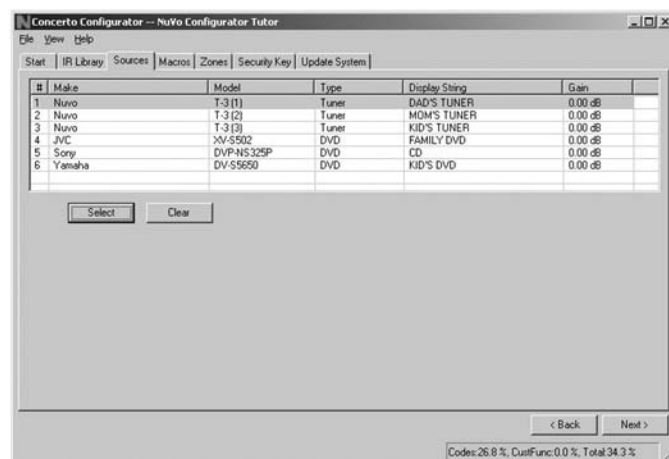 Concerto Configurator -- NuVo Configurator Tutor
File View Help
Start IR Library Sources Macros Zones Security Key Update System
# Make Model Type Display String Gain
1 Nuvo T-3 (1) Tuner DAD'S TUNER 0.00 dB
2 Nuvo T-3 (2) Tuner MOM'S TUNER 0.00 dB
3 Nuvo T-3 (3) Tuner KID'S TUNER 0.00 dB
4 JVC XV-S502 DVD FAMILY DVD 0.00 dB
5 Sony DVP-NS325P DVD CD 0.00 dB
6 Yamaha DV-S5650 DVD KID'S DVD 0.00 dB
Select Clear
< Back Next >
Codes:26.8 %, CustFunc:0.0 %, Total:34.3 %